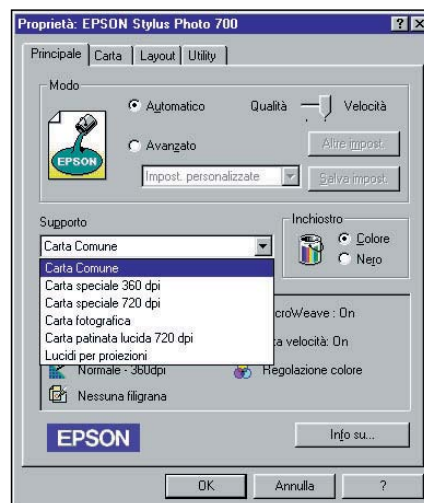 Proprietà: EPSON Stylus Photo 700
Principale Carta Layout Utility
Modo
Automatico Qualità Velocità
EPSON
Avanzato Altre impost.
Impost. personalizzate Salva impost.
Supporto Inchiostro
Carta Comune Colore
Carta Comune Nero
Carta speciale 360 dpi
Carta speciale 720 dpi
Carta fotografica croWeave : On
Carta patinata lucida 720 dpi ta velocità: On
Lucidi per proiezioni
Normale - 360dpi Regolazione colore
Nessuna filigrana
EPSON Info su...
OK Annulla ?